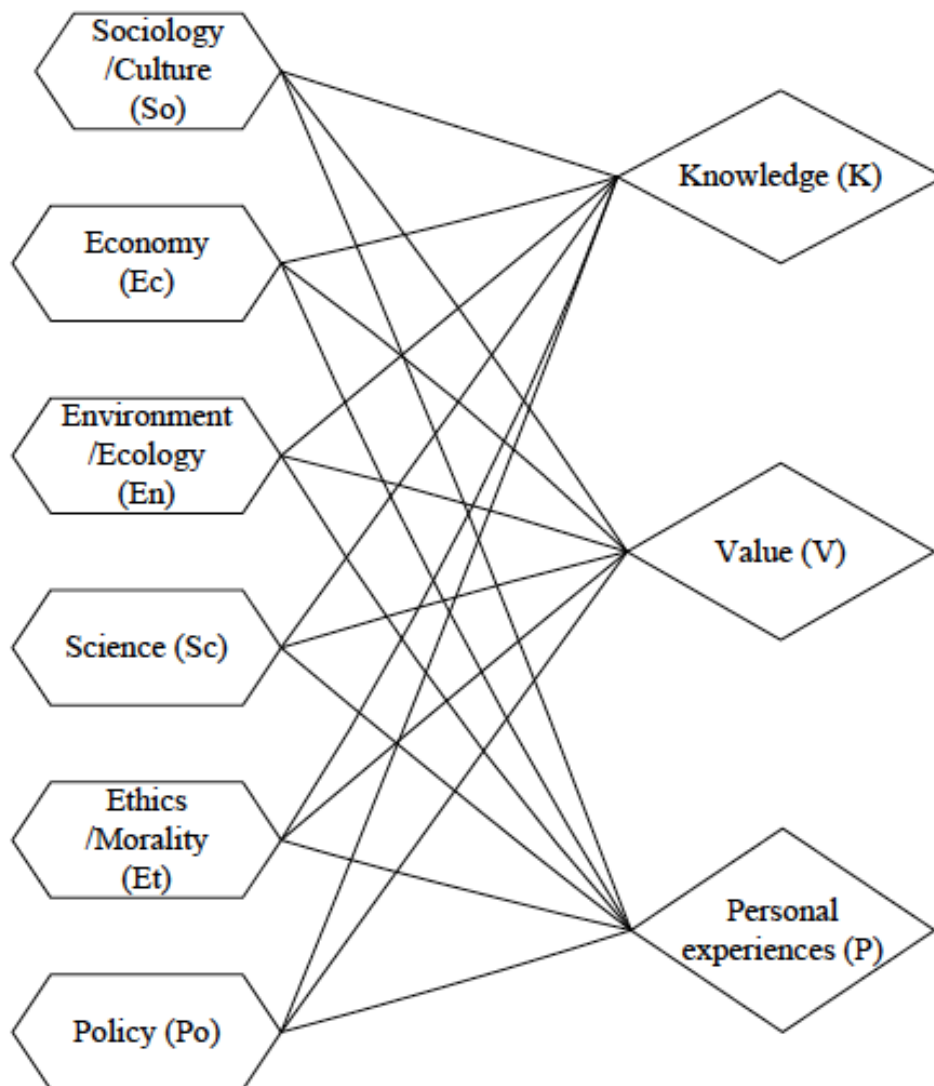 Sociology
/Culture
(So)
Knowledge (K)
Economy
(Ec)
Environment
/Ecology
(En)
Value (V)
Science (Sc)
Ethics
/Morality
(Et)
Personal
experiences (P)
Policy (Po)